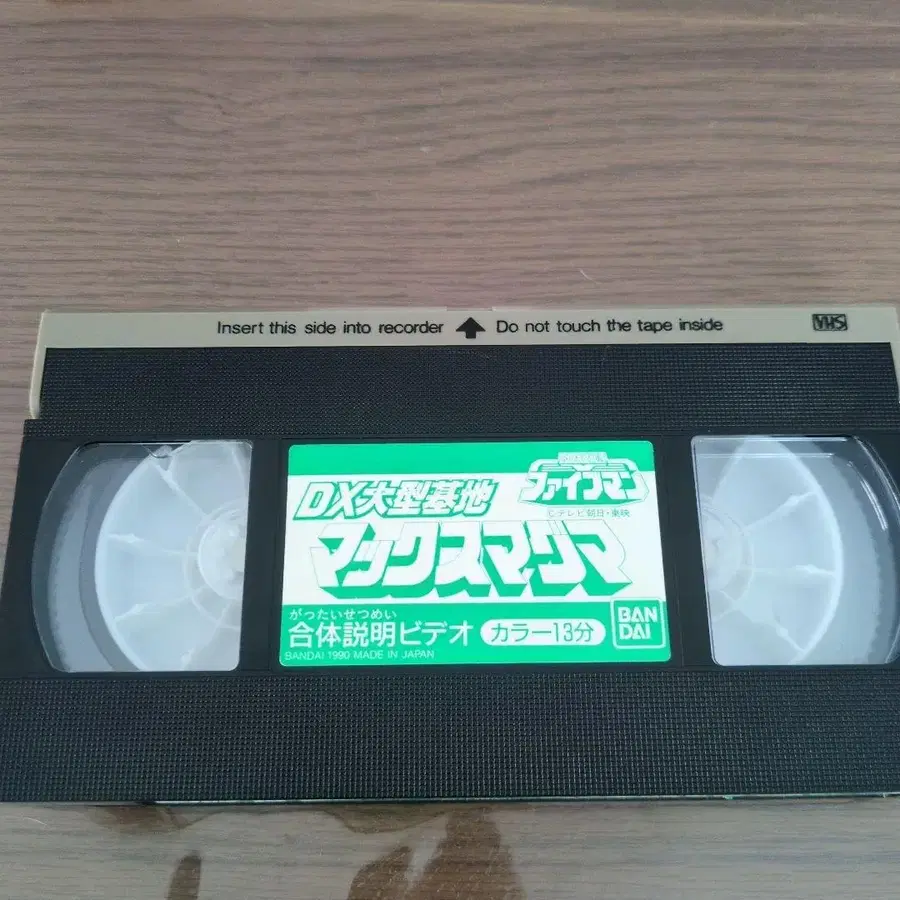 Insert this side into recorder Do not touch the tape inside
VHS
DX大型基地
ファイブマン
©テレビ朝日・東映
マックスマグマ
がったいせつめい
合体説明ビデオ カラー13分
BAN
DAI
BANDAI 1990 MADE IN JAPAN